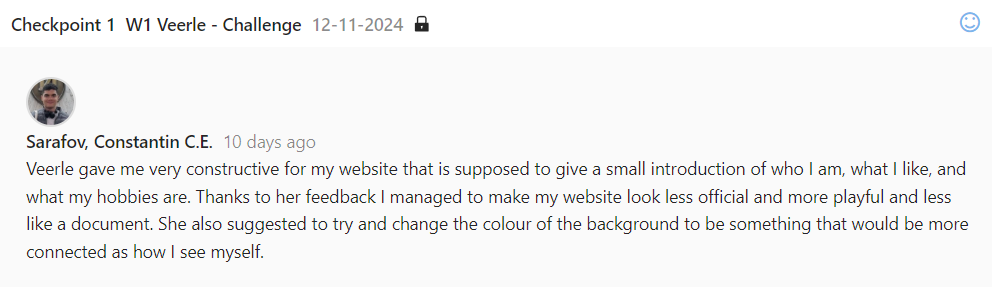 Checkpoint 1 W1 Veerle - Challenge 12-11-2024
Sarafov, Constantin C.E. 10 days ago
Veerle gave me very constructive for my website that is supposed to give a small introduction of who I am, what I like, and
what my hobbies are. Thanks to her feedback I managed to make my website look less official and more playful and less
like a document. She also suggested to try and change the colour of the background to be something that would be more
connected as how I see myself.